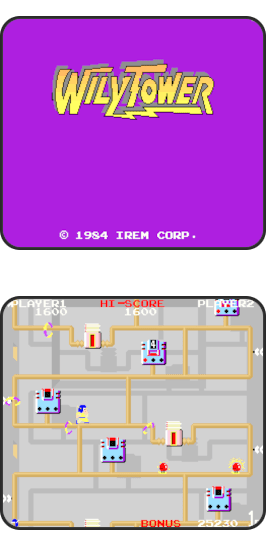 WILY TOWER
© 1984 IREM CORP.
PLAYER1 HI-SCORE PLAYER2
1600 1600
BONUS 25230 1